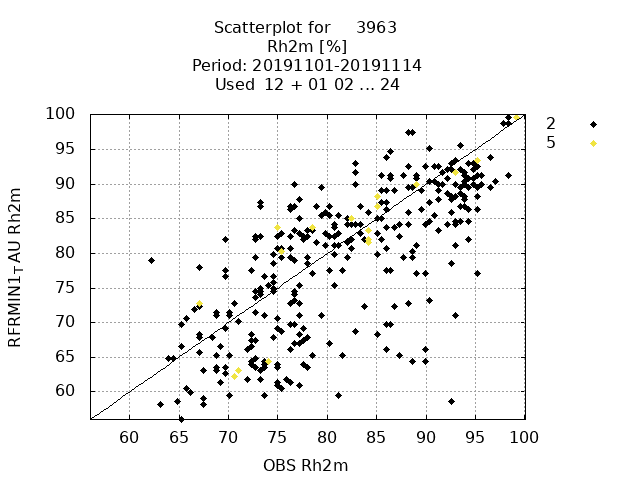 Scatterplot for 3963
Rh2m [%]
Period: 20191101-20191114
Used 12 + 01 02 ... 24
RFRMIN1T AU Rh2m
100
95
90
85
80
75
70
65
60
60 65 70 75 80 85 90 95 100
OBS Rh2m
2
5